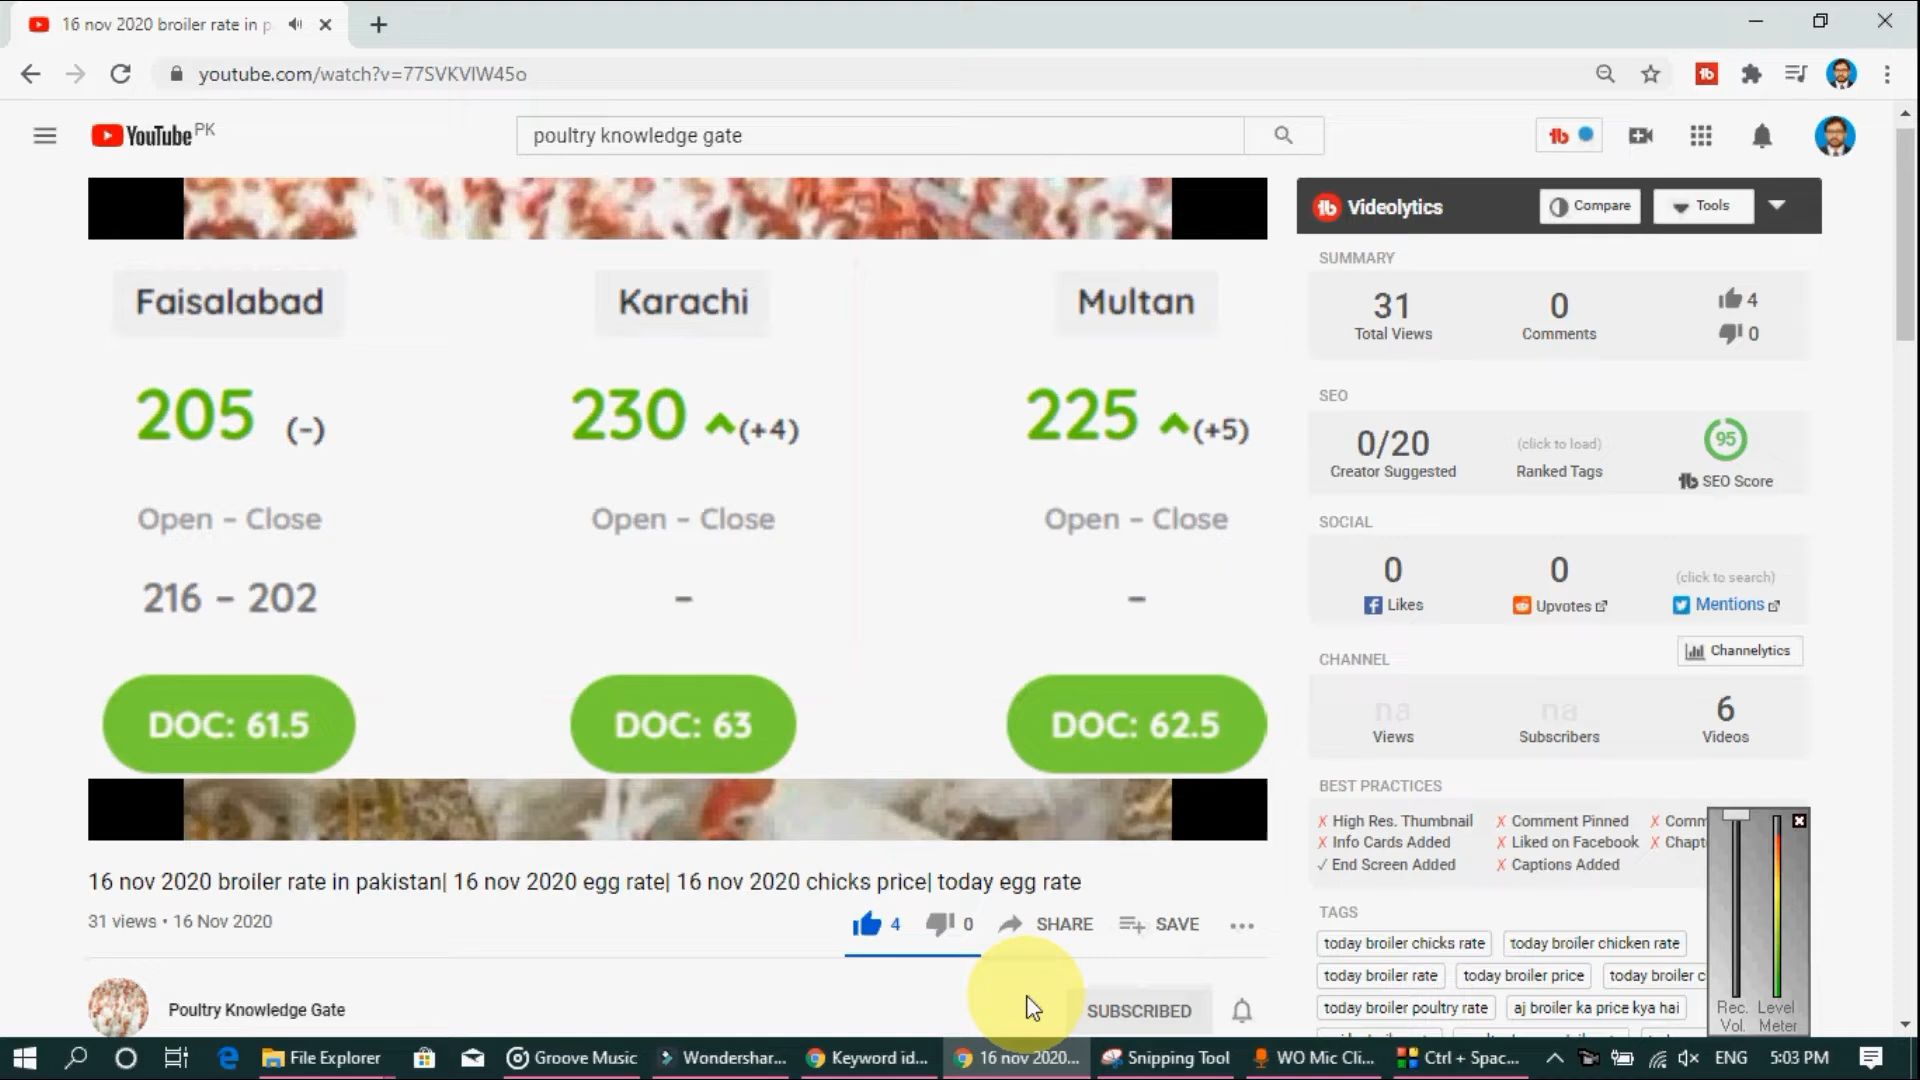 16 nov 2020 broiler rate in p
youtube.com/watch?v=77SVKVIW45o
YouTube PK
poultry knowledge gate
Faisalabad
Karachi
Multan
205 (-)
230 (+4)
225 (+5)
Open - Close
Open - Close
Open - Close
216 - 202
-
-
DOC: 61.5
DOC: 63
DOC: 62.5
16 nov 2020 broiler rate in pakistan| 16 nov 2020 egg rate| 16 nov 2020 chicks price| today egg rate
31 views • 16 Nov 2020
4
0
SHARE
SAVE
Poultry Knowledge Gate
SUBSCRIBED
Videolytics
Compare
Tools
SUMMARY
31
Total Views
0
Comments
4
0
SEO
0/20
Creator Suggested
(click to load)
Ranked Tags
95
SEO Score
SOCIAL
0
Likes
0
Upvotes
(click to search)
Mentions
CHANNEL
Channelytics
na
Views
na
Subscribers
6
Videos
BEST PRACTICES
X High Res. Thumbnail X Comment Pinned X Comm
X Info Cards Added X Liked on Facebook X Chapt
✓ End Screen Added X Captions Added
TAGS
today broiler chicks rate today broiler chicken rate
today broiler rate today broiler price today broiler c
today broiler poultry rate aj broiler ka price kya hai
Rec. Level
Vol. Meter
File Explorer Groove Music Wondershar... Keyword id... 16 nov 2020... Snipping Tool WO Mic Cli... Ctrl + Spac... ENG 5:03 PM